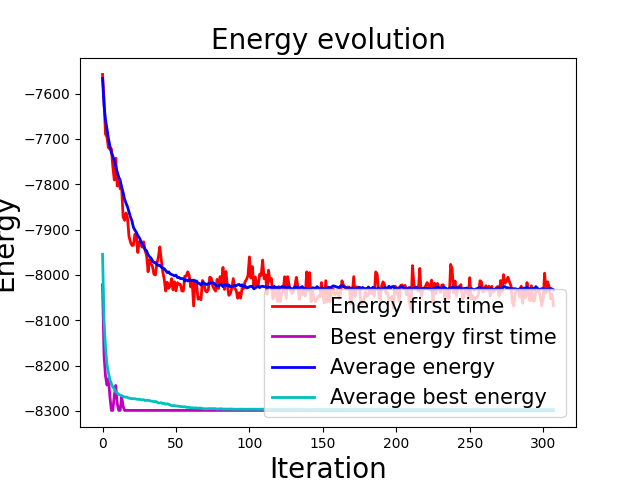 Energy evolution
Energy
−7600
−7700
−7800
−7900
−8000
−8100
−8200
−8300
Energy first time
Best energy first time
Average energy
Average best energy
0 50 100 150 200 250 300
Iteration